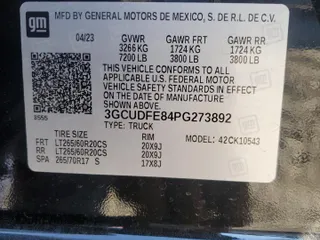 gm
MFD BY GENERAL MOTORS DE MEXICO, S. DE R.L. DE C.V.
04/23 GVWR GAWR FRT GAWR RR
3266 KG 1724 KG 1724 KG
7200 LB 3800 LB 3800 LB
THIS VEHICLE CONFORMS TO ALL
APPLICABLE U.S. FEDERAL MOTOR
VEHICLE SAFETY STANDARDS IN EFFECT
ON THE DATE OF MANUFACTURE SHOWN
ABOVE.
3GCUDFE84PG273892
TYPE: TRUCK MODEL: 42CK10543
TIRE SIZE RIM
FRT LT265/60R20CS 20X9J
RR LT265/60R20CS 20X9J
SPA 265/70R17 S